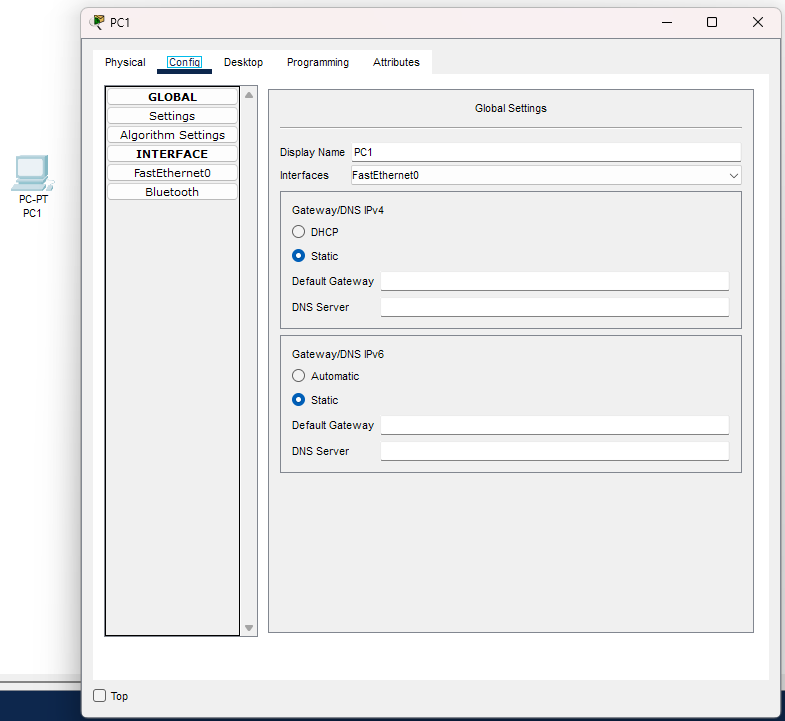 PC1
Physical Config Desktop Programming Attributes
GLOBAL
Settings
Algorithm Settings
INTERFACE
FastEthernet0
Bluetooth
PC-PT
PC1
Global Settings
Display Name PC1
Interfaces FastEthernet0
Gateway/DNS IPv4
DHCP
Static
Default Gateway
DNS Server
Gateway/DNS IPv6
Automatic
Static
Default Gateway
DNS Server
Top